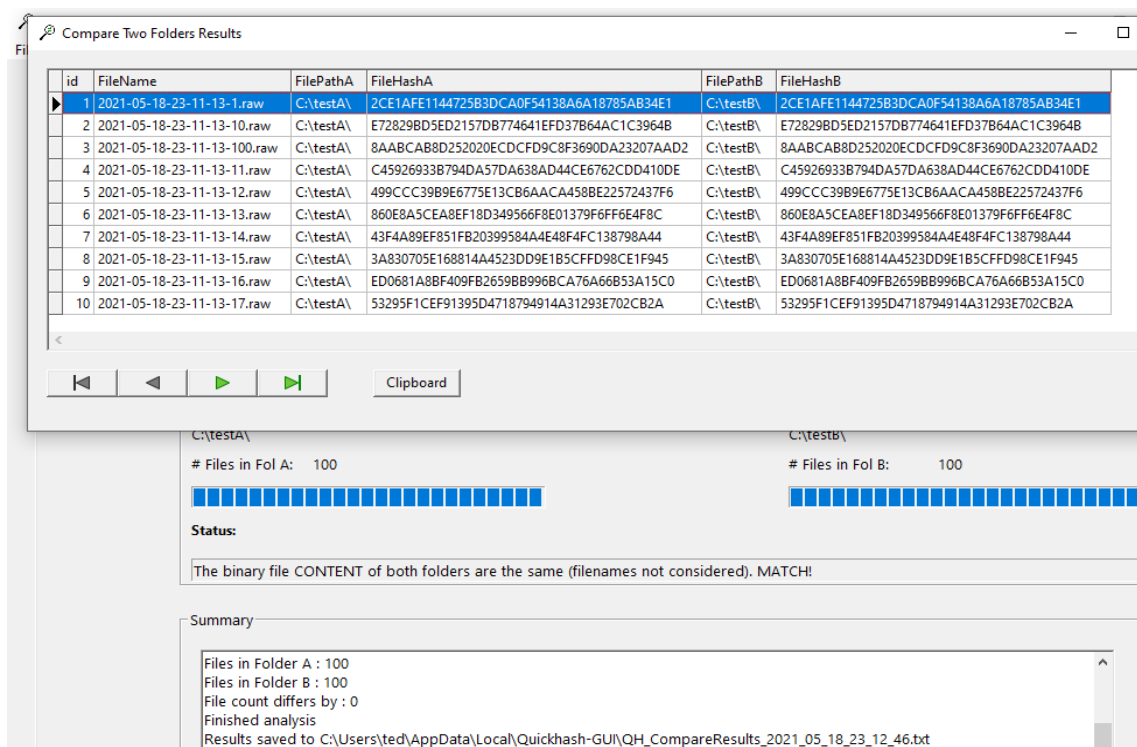 Compare Two Folders Results
Fil
id FileName FilePathA FileHashA FilePathB FileHashB
1 2021-05-18-23-11-13-1.raw C:\testA\ 2CE1AFE1144725B3DCA0F54138A6A18785AB34E1 C:\testB\ 2CE1AFE1144725B3DCA0F54138A6A18785AB34E1
2 2021-05-18-23-11-13-10.raw C:\testA\ E72829BD5ED2157DB774641EFD37B64AC1C3964B C:\testB\ E72829BD5ED2157DB774641EFD37B64AC1C3964B
3 2021-05-18-23-11-13-100.raw C:\testA\ 8AABCAB8D252020ECDCFD9C8F3690DA23207AAD2 C:\testB\ 8AABCAB8D252020ECDCFD9C8F3690DA23207AAD2
4 2021-05-18-23-11-13-11.raw C:\testA\ C45926933B794DA57DA638AD44CE6762CDD410DE C:\testB\ C45926933B794DA57DA638AD44CE6762CDD410DE
5 2021-05-18-23-11-13-12.raw C:\testA\ 499CCC39B9E6775E13CB6AACA458BE22572437F6 C:\testB\ 499CCC39B9E6775E13CB6AACA458BE22572437F6
6 2021-05-18-23-11-13-13.raw C:\testA\ 860E8A5CEA8EF18D349566F8E01379F6FF6E4F8C C:\testB\ 860E8A5CEA8EF18D349566F8E01379F6FF6E4F8C
7 2021-05-18-23-11-13-14.raw C:\testA\ 43F4A89EF851FB20399584A4E48F4FC138798A44 C:\testB\ 43F4A89EF851FB20399584A4E48F4FC138798A44
8 2021-05-18-23-11-13-15.raw C:\testA\ 3A830705E168814A4523DD9E1B5CFFD98CE1F945 C:\testB\ 3A830705E168814A4523DD9E1B5CFFD98CE1F945
9 2021-05-18-23-11-13-16.raw C:\testA\ ED0681A8BF409FB2659BB996BCA76A66B53A15C0 C:\testB\ ED0681A8BF409FB2659BB996BCA76A66B53A15C0
10 2021-05-18-23-11-13-17.raw C:\testA\ 53295F1CEF91395D4718794914A31293E702CB2A C:\testB\ 53295F1CEF91395D4718794914A31293E702CB2A
Clipboard
C:\testA\ C:\testB\
# Files in Fol A: 100 # Files in Fol B: 100
Status:
The binary file CONTENT of both folders are the same (filenames not considered). MATCH!
Summary
Files in Folder A : 100
Files in Folder B : 100
File count differs by : 0
Finished analysis
Results saved to C:\Users\ted\AppData\Local\Quickhash-GUI\QH_CompareResults_2021_05_18_23_12_46.txt